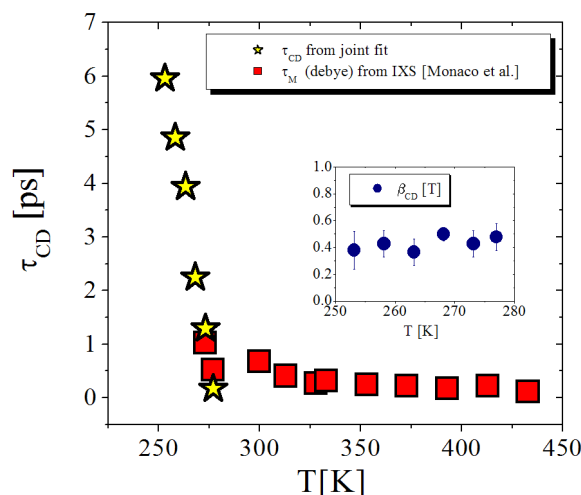 τCD from joint fit
τM (debye) from IXS [Monaco et al.]
6
5
4
3
2
1
0
τCD [ps]
1.0
0.8
0.6
0.4
0.2
0.0
βCD [T]
250 260 270 280
T [K]
250 300 350 400 450
T[K]